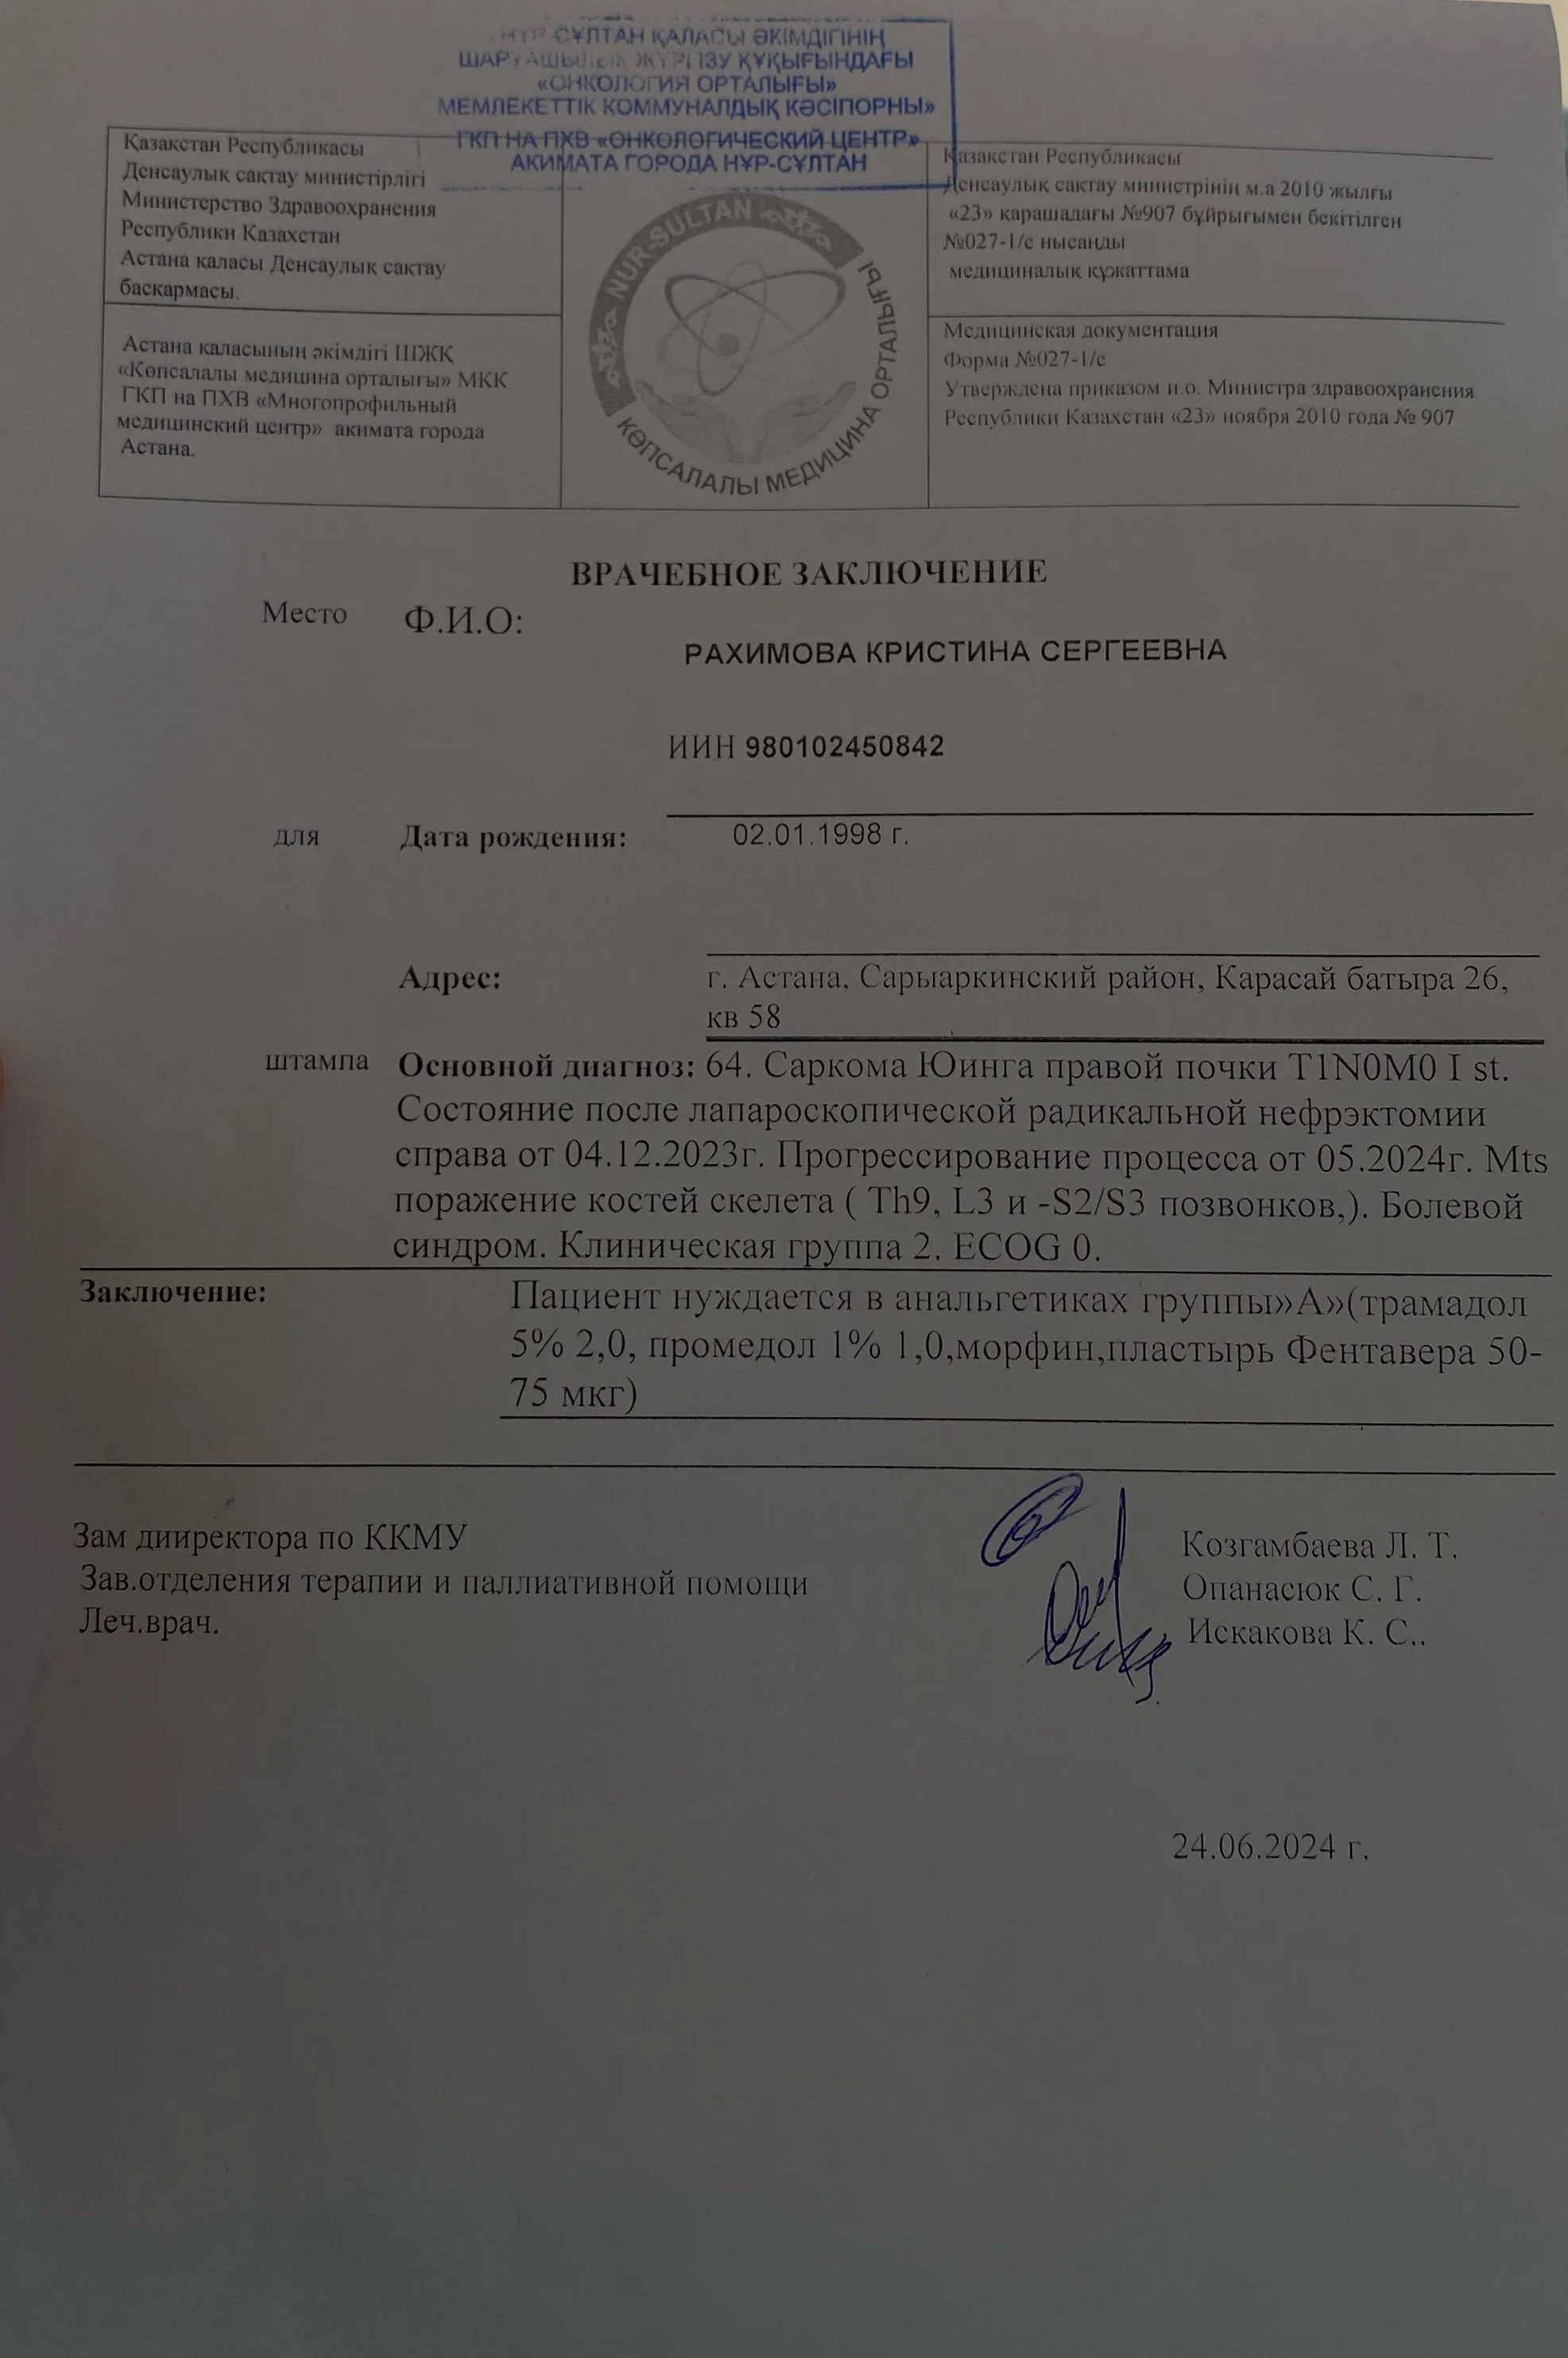 НҰР-СҰЛТАН ҚАЛАСЫ ӘКІМДІГІНІҢ
ШАРУАШЫЛЫҚ ЖҮРГІЗУ ҚҰҚЫҒЫНДАҒЫ
«ОНКОЛОГИЯ ОРТАЛЫҒЫ»
МЕМЛЕКЕТТІК КОММУНАЛДЫҚ КӘСІПОРНЫ»
ГКП НА ПХВ «ОНКОЛОГИЧЕСКИЙ ЦЕНТР»
АКИМАТА ГОРОДА НҰР-СҰЛТАН
Қазақстан Республикасы
Денсаулық сақтау министірлігі
Министерство Здравоохранения
Республики Казахстан
Астана қаласы Денсаулық сақтау
басқармасы.
Астана қаласының әкімдігі ШЖҚ
«Көпсалалы медицина орталығы» МКК
ГКП на ПХВ «Многопрофильный
медицинский центр» акимата города
Астана.
NUR-SULTAN
КӨПСАЛАЛЫ МЕДИЦИНА ОРТАЛЫҒЫ
Қазақстан Республикасы
Денсаулық сақтау министрінің м.а 2010 жылғы
«23» қарашадағы №907 бұйрығымен бекітілген
№027-1/е нысанды
медициналық құжаттама
Медицинская документация
Форма №027-1/е
Утверждена приказом и.о. Министра здравоохранения
Республики Казахстан «23» ноября 2010 года № 907
ВРАЧЕБНОЕ ЗАКЛЮЧЕНИЕ
Место Ф.И.О:
РАХИМОВА КРИСТИНА СЕРГЕЕВНА
ИИН 980102450842
для Дата рождения: 02.01.1998 г.
Адрес: г. Астана, Сарыаркинский район, Карасай батыра 26,
кв 58
штампа Основной диагноз: 64. Саркома Юинга правой почки T1N0M0 I st.
Состояние после лапароскопической радикальной нефрэктомии
справа от 04.12.2023г. Прогрессирование процесса от 05.2024г. Mts
поражение костей скелета ( Th9, L3 и -S2/S3 позвонков,). Болевой
синдром. Клиническая группа 2. ECOG 0.
Заключение: Пациент нуждается в анальгетиках группы»А»(трамадол
5% 2,0, промедол 1% 1,0,морфин,пластырь Фентавера 50-
75 мкг)
Зам дииректора по ККМУ Козгамбаева Л. Т.
Зав.отделения терапии и паллиативной помощи Опанасюк С. Г.
Леч.врач. Искакова К. С..
24.06.2024 г.